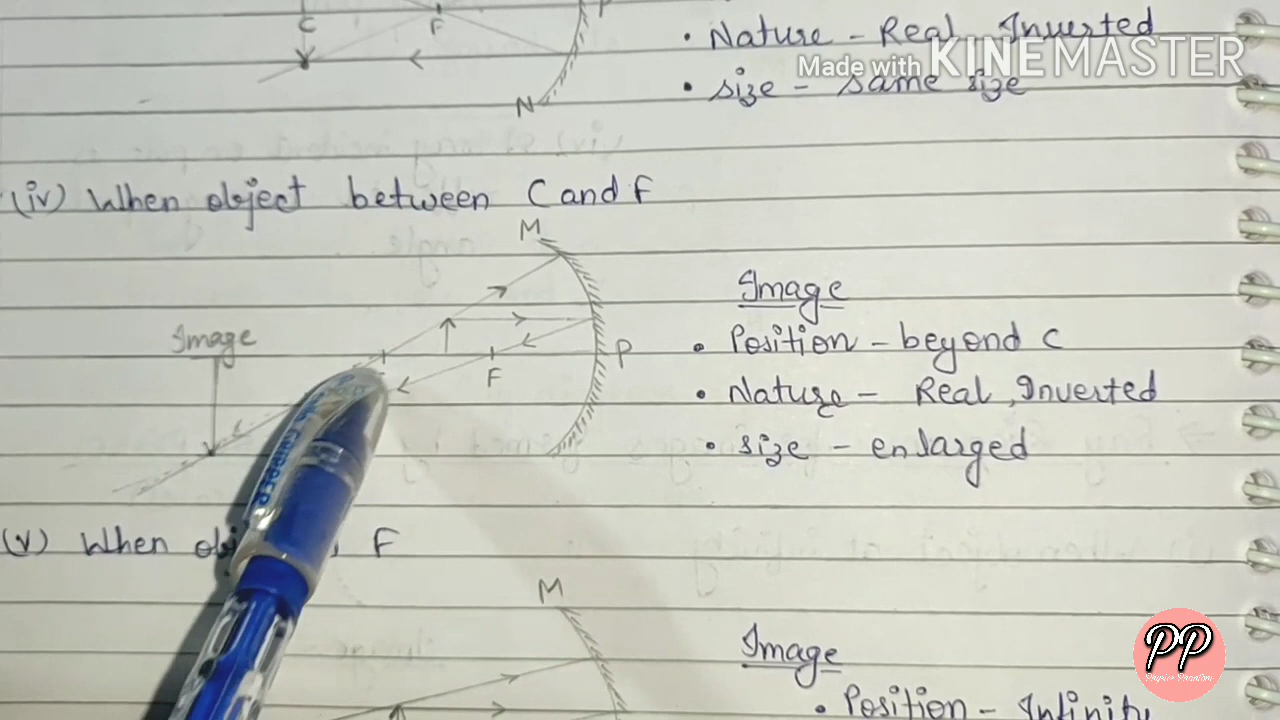 C
F
P
• Nature - Real, Inverted
Made with KINEMASTER
• Size - same size
N
(iv) When object between C and F
M
Image
Image
• Position - beyond C
P
F
• Nature - Real, Inverted
• Size - enlarged
(v) When F
M
Image
PP
• Position - Infinity